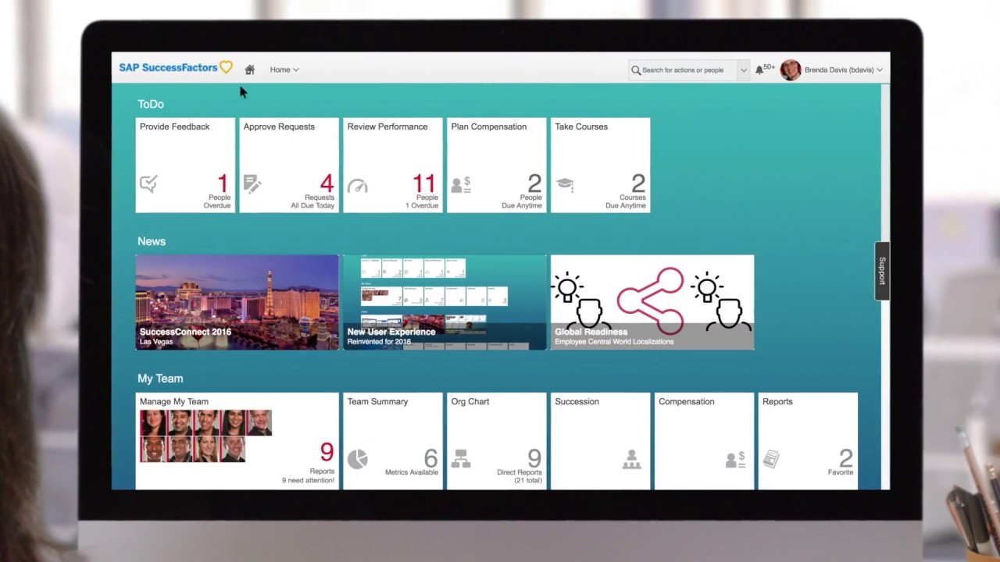 SAP SuccessFactors
Home
Search for actions or people
50+
Brenda Davis (bdavis)
ToDo
Provide Feedback
1
People
Overdue
Approve Requests
4
Requests
All Due Today
Review Performance
11
People
1 Overdue
Plan Compensation
2
People
Due Anytime
Take Courses
2
Courses
Due Anytime
Support
News
SuccessConnect 2016
Las Vegas
New User Experience
Reinvented for 2016
Global Readiness
Employee Central World Localizations
My Team
Manage My Team
9
Reports
9 need attention!
Team Summary
6
Metrics Available
Org Chart
9
Direct Reports
(21 total)
Succession
Compensation
Reports
2
Favorite